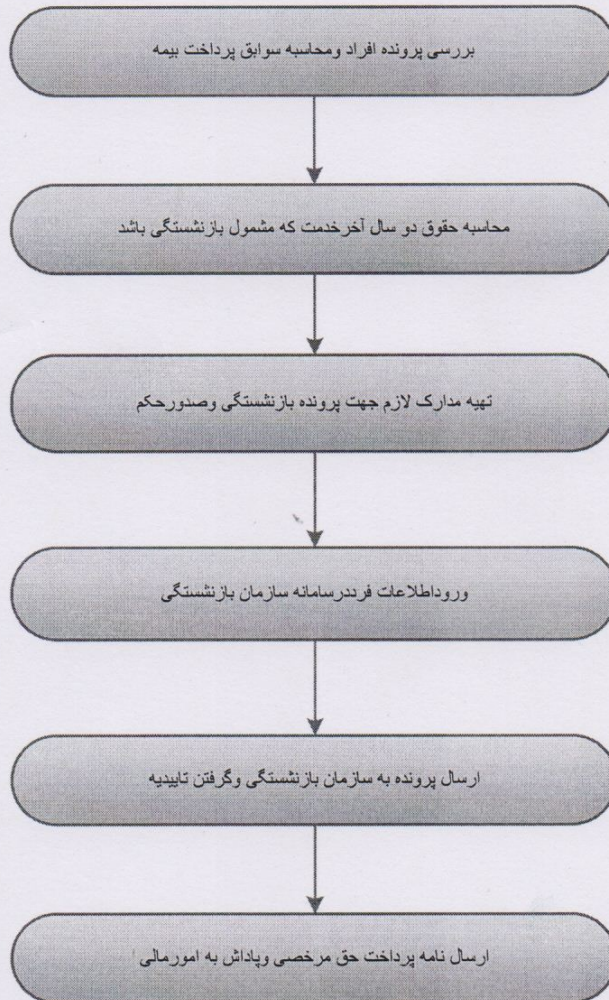 بررسی پرونده افراد ومحاسبه سوابق پرداخت بیمه
محاسبه حقوق دو سال آخرخدمت که مشمول بازنشستگی باشد
تهیه مدارک لازم جهت پرونده بازنشستگی وصدورحکم
وروداطلاعات فرددرسامانه سازمان بازنشستگی
ارسال پرونده به سازمان بازنشستگی وگرفتن تاییدیه
ارسال نامه پرداخت حق مرخصی وپاداش به امورمالی